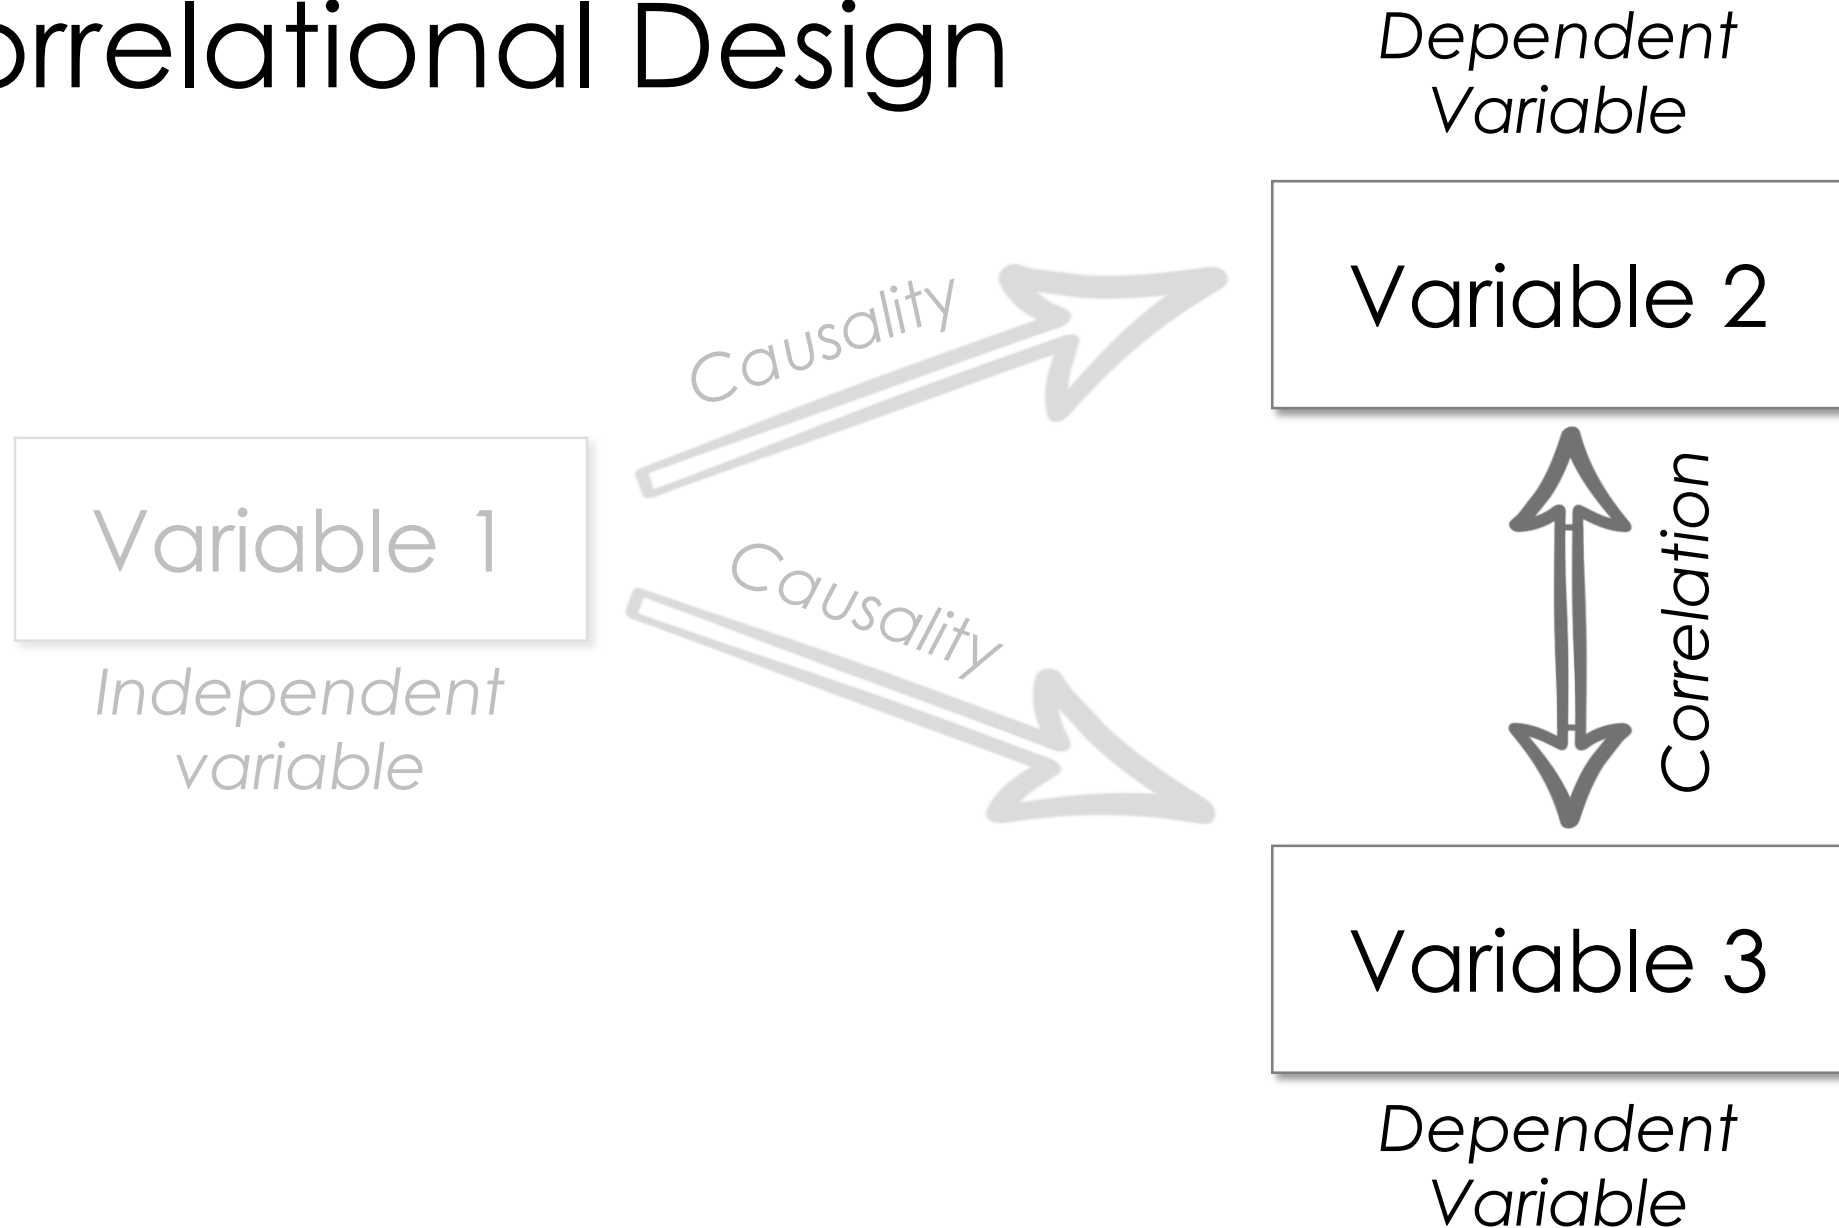 orrelational Design
Dependent
Variable
Variable 2
Causality
Correlation
Variable 1
Causality
Independent
variable
Variable 3
Dependent
Variable